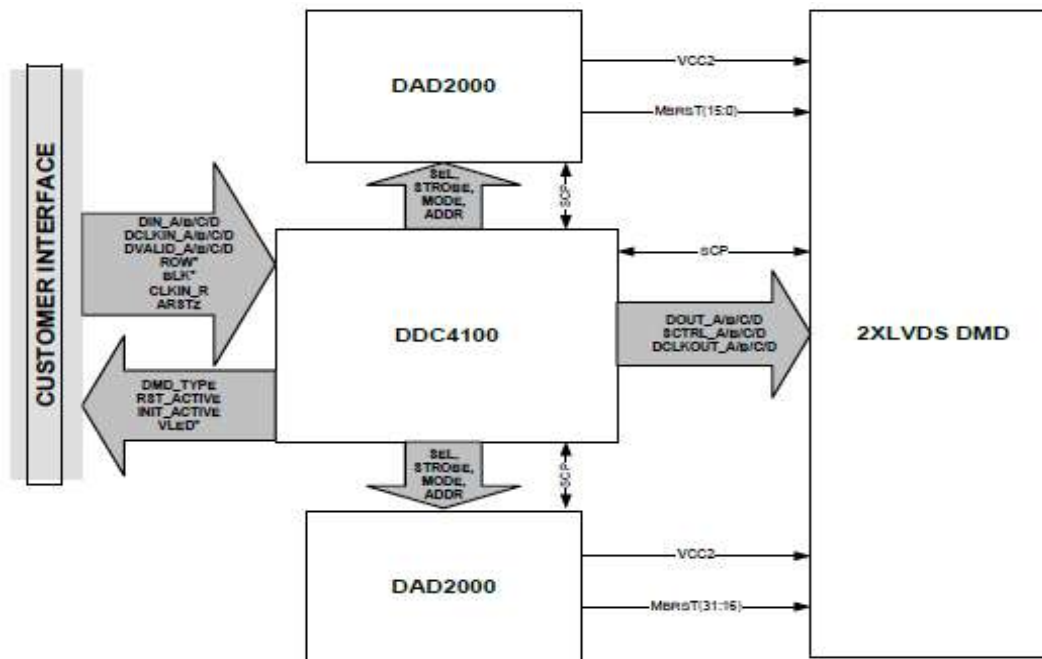 DAD2000
VCC2
MBRST(15:0)
SEL,
STROBE,
MODE,
ADDR
SCP
CUSTOMER INTERFACE
DIN_A/B/C/D
DCLKIN_A/B/C/D
DVALID_A/B/C/D
ROW*
BLK*
CLKIN_R
ARSTZ
DMD_TYPE
RST_ACTIVE
INIT_ACTIVE
VLED*
DDC4100
SCP
DOUT_A/B/C/D
SCTRL_A/B/C/D
DCLKOUT_A/B/C/D
2XLVDS DMD
SEL,
STROBE,
MODE,
ADDR
SCP
DAD2000
VCC2
MBRST(31:16)